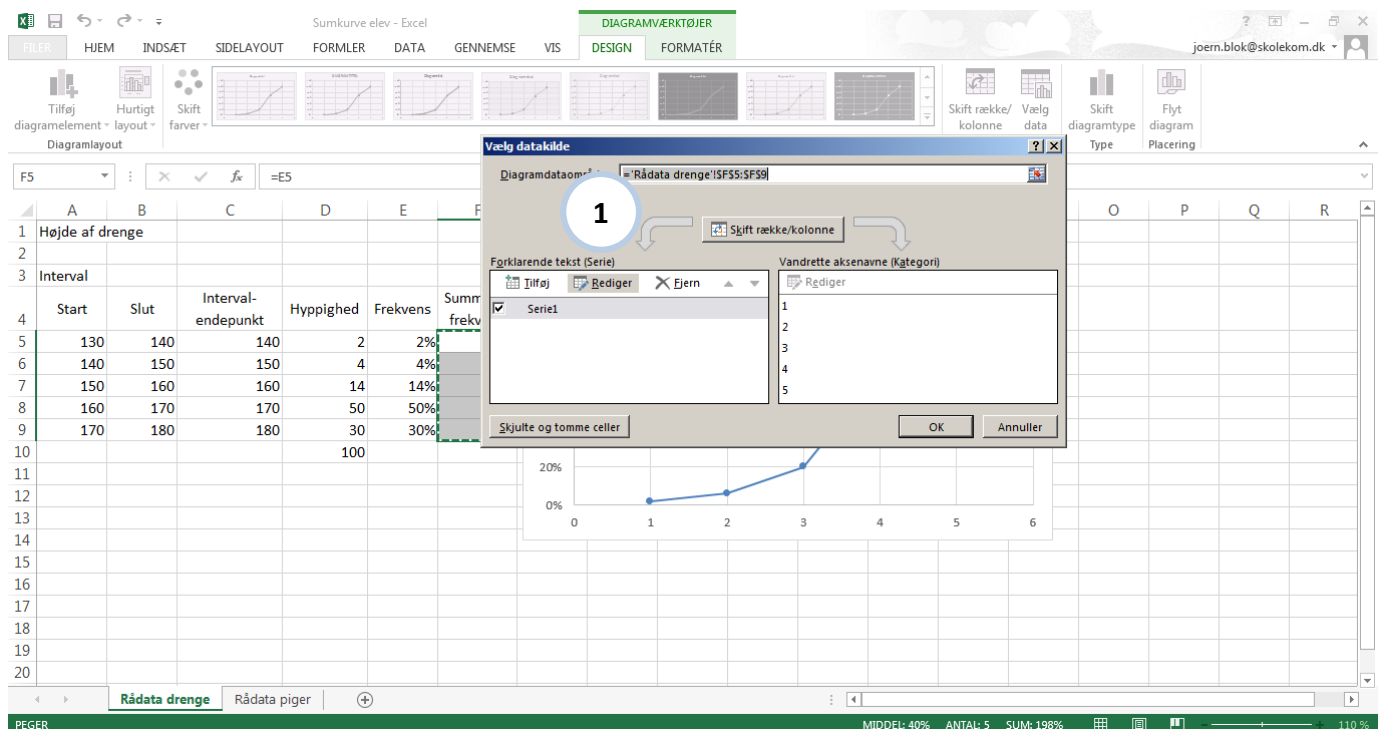 Sumkurve elev - Excel
DIAGRAMVÆRKTØJER
FILER HJEM INDSÆT SIDELAYOUT FORMLER DATA GENNEMSE VIS DESIGN FORMATÉR
joern.blok@skolekom.dk
Tilføj diagramelement
Hurtigt layout
Skift farver
Skift række/ kolonne
Vælg data
Skift diagramtype
Flyt diagram
Diagramlayout
Type
Placering
F5
fx
=E5
Vælg datakilde
='Rådata drenge'!$F$5:$F$9
1
Skift række/kolonne
Forklarende tekst (Serie)
Vandrette aksenavne (Kategori)
Tilføj Rediger Fjern
Rediger
Serie1
1
2
3
4
5
Skjulte og tomme celler
OK
Annuller
A B C D E O P Q R
1 Højde af drenge
2
3 Interval
4 Start Slut Interval-endepunkt Hyppighed Frekvens
5 130 140 140 2 2%
6 140 150 150 4 4%
7 150 160 160 14 14%
8 160 170 170 50 50%
9 170 180 180 30 30%
10 100
11
12
13
14
15
16
17
18
19
20
20%
0%
0 1 2 3 4 5 6
Rådata drenge Rådata piger
PEGER
MIDDEL: 40% ANTAL: 5 SUM: 198%
110 %